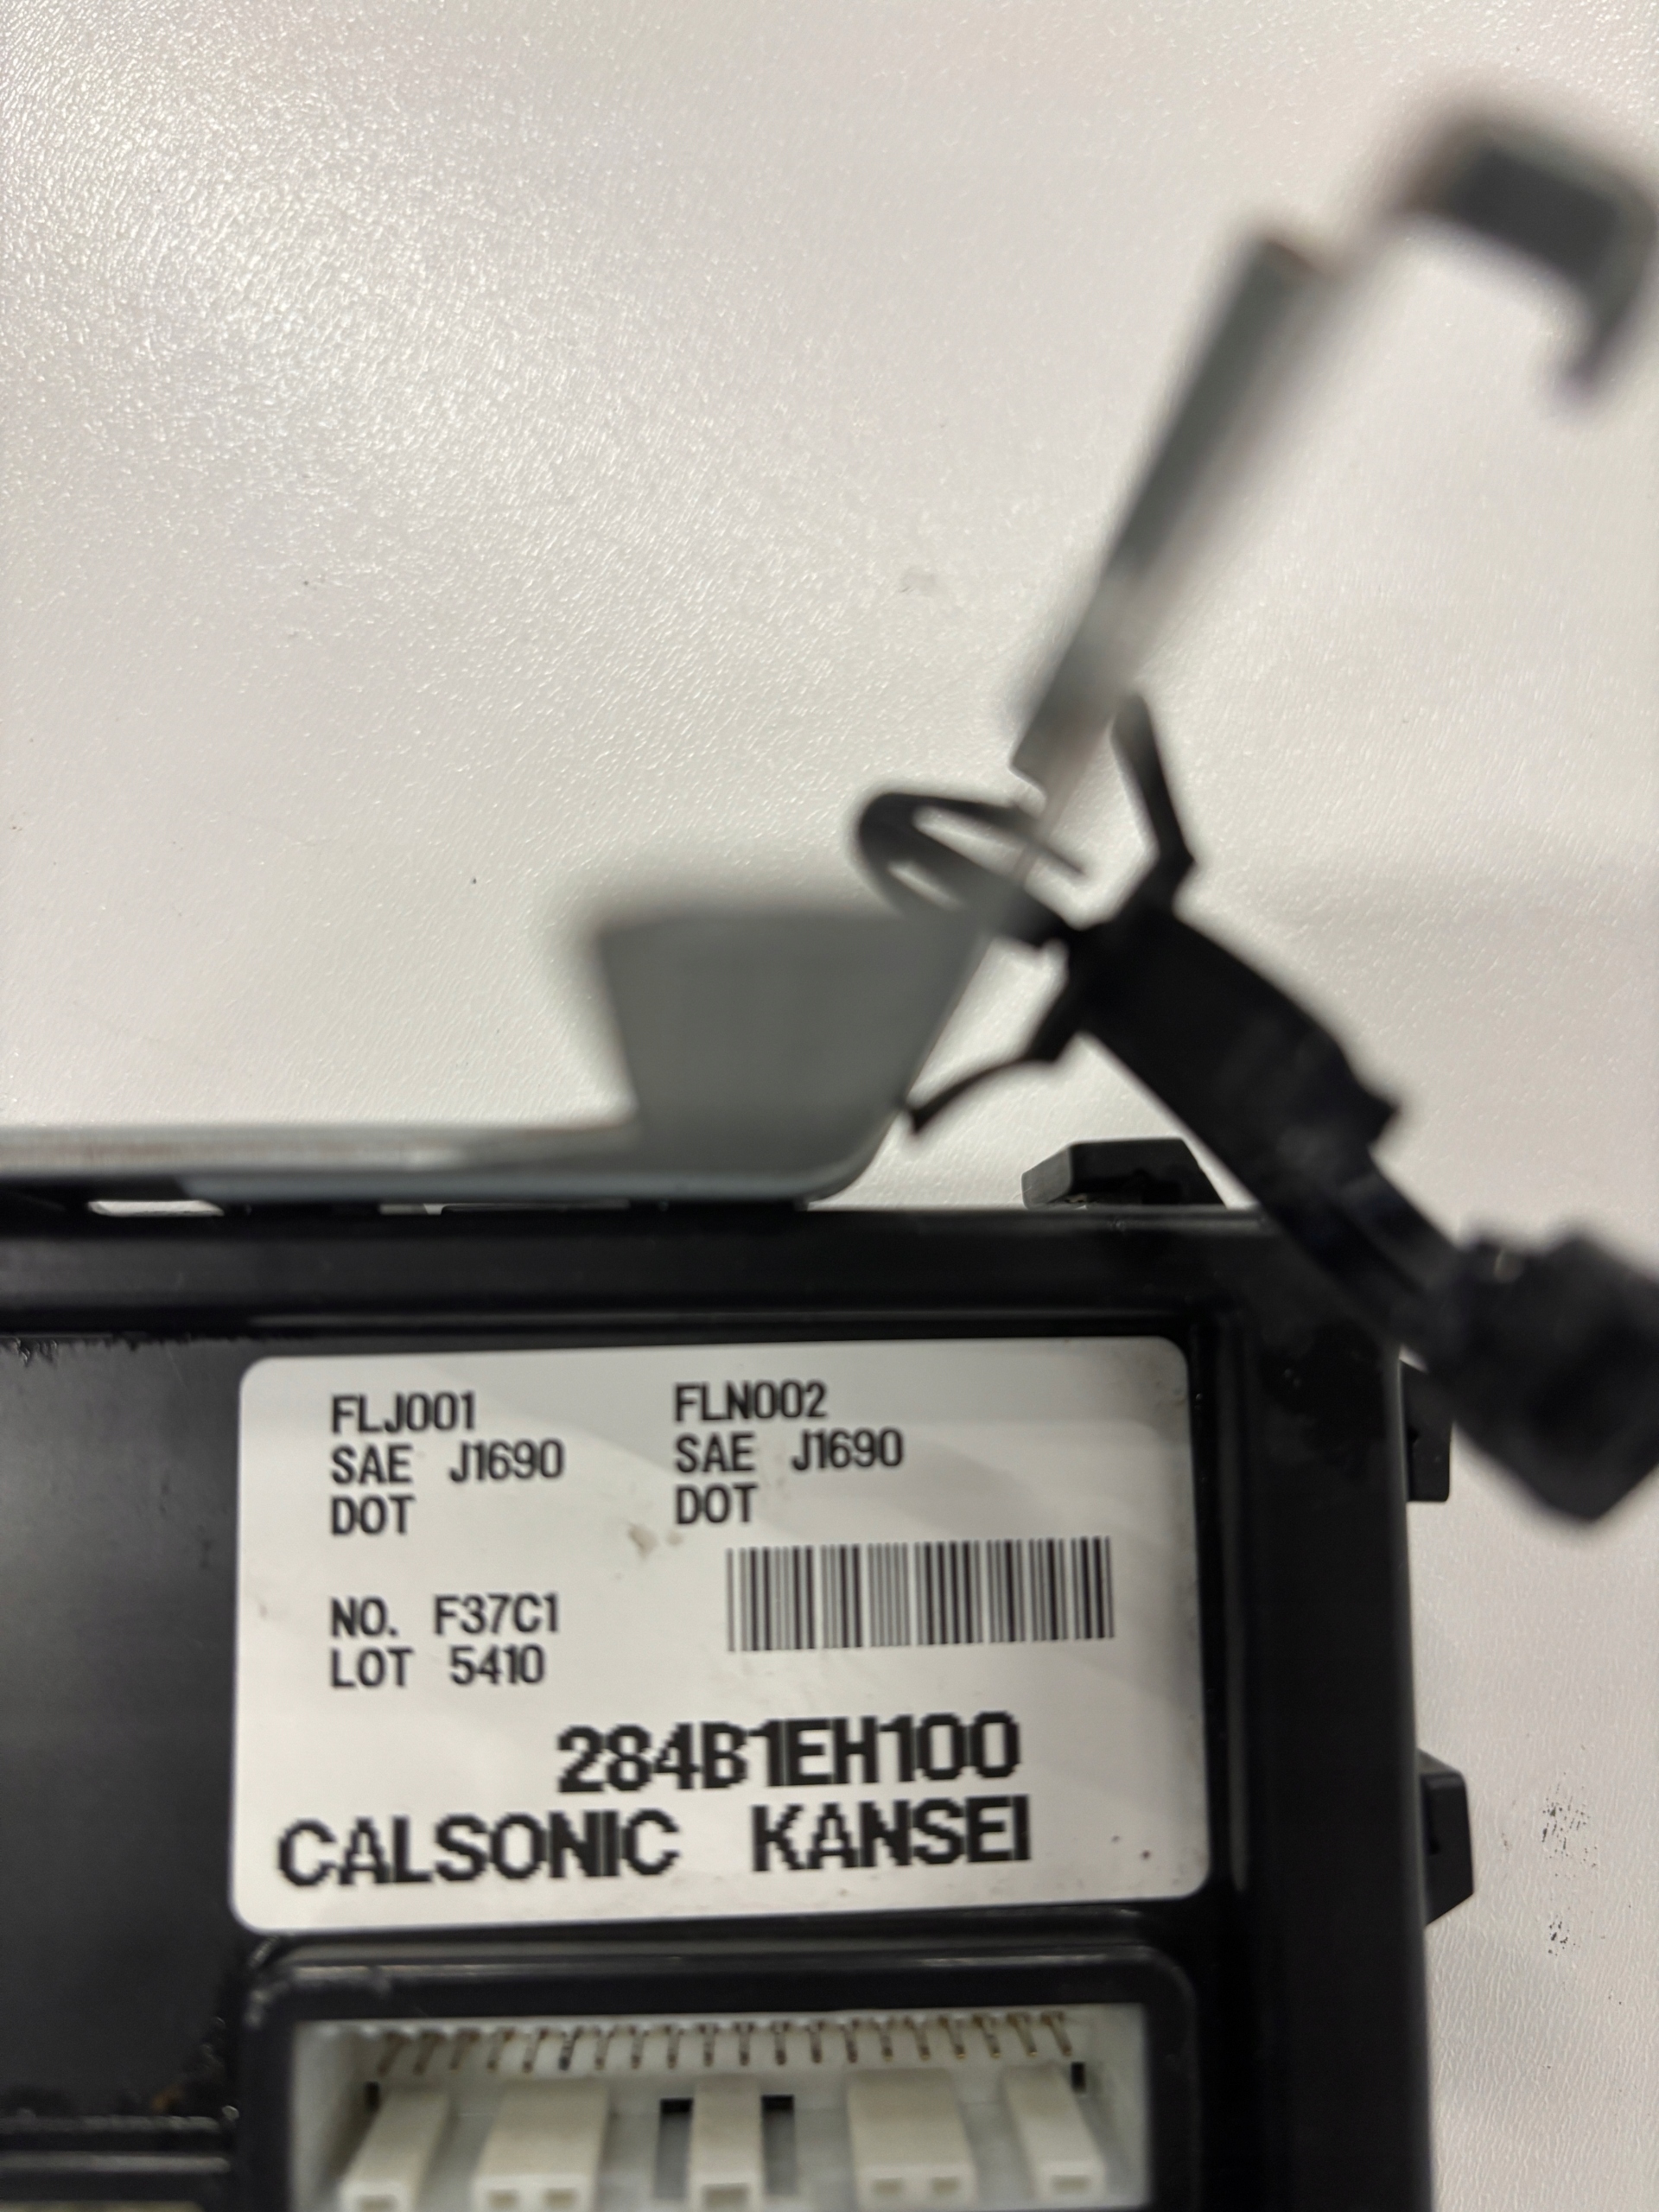 FLJ001 FLN002
SAE J1690 SAE J1690
DOT DOT
NO. F37C1
LOT 5410
284B1EH100
CALSONIC KANSEI